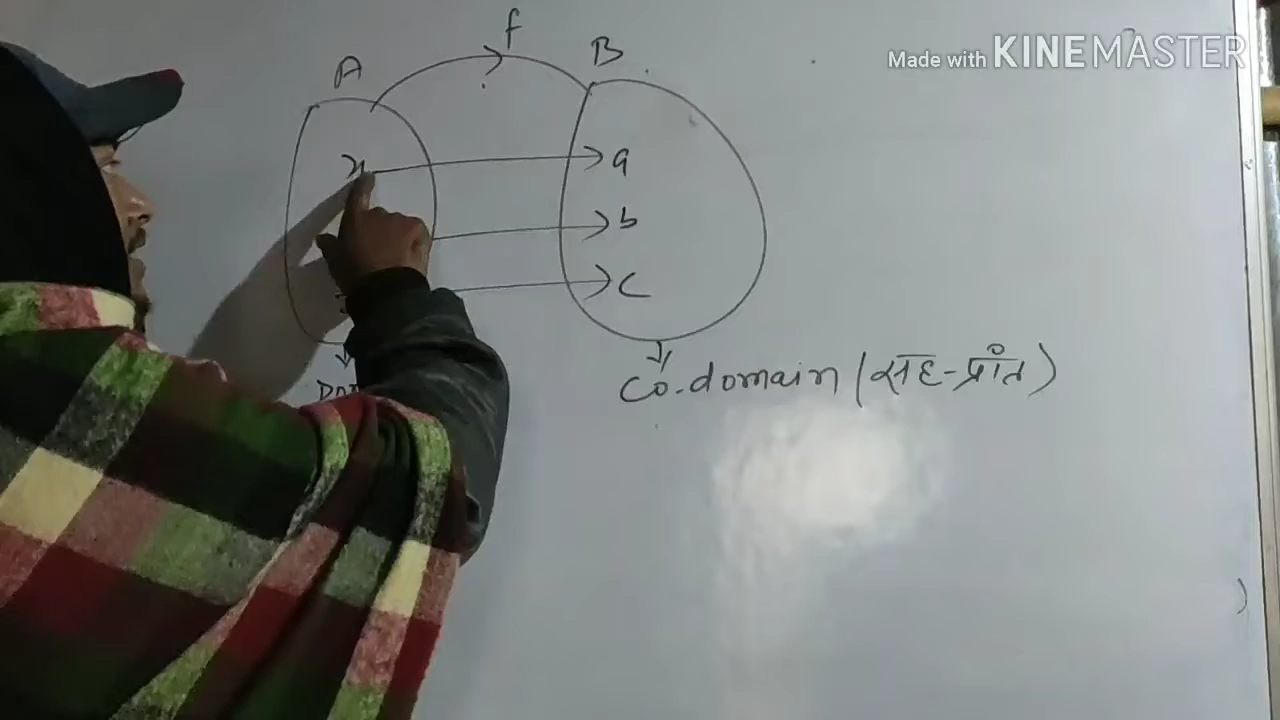 f
A
B
Made with KINEMASTER
x
a
b
c
Co-domain (सह-प्राँत)